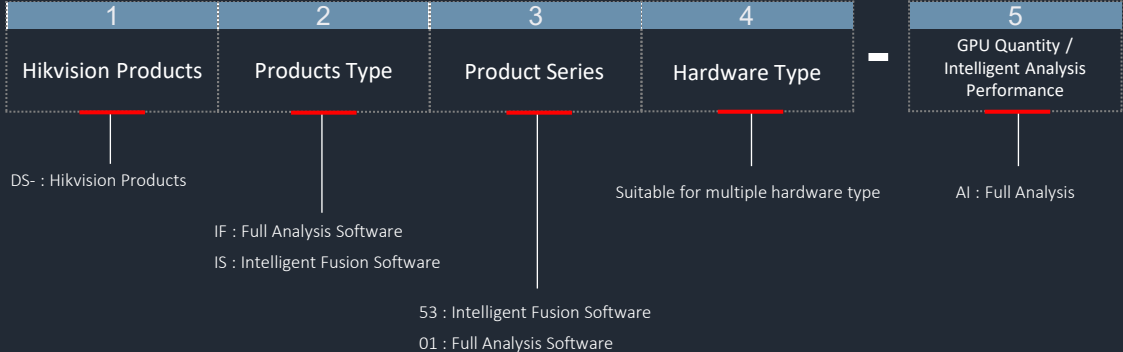 1
2
3
4
5
Hikvision Products
Products Type
Product Series
Hardware Type
-
GPU Quantity /
Intelligent Analysis
Performance
DS- : Hikvision Products
IF : Full Analysis Software
IS : Intelligent Fusion Software
53 : Intelligent Fusion Software
01 : Full Analysis Software
Suitable for multiple hardware type
AI : Full Analysis